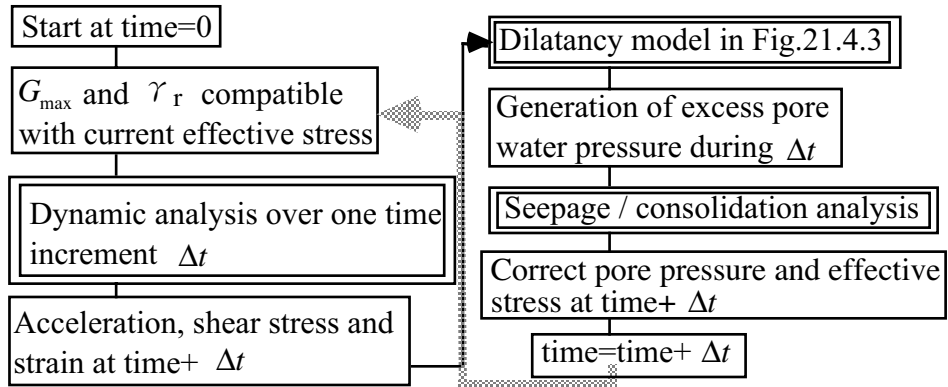 Start at time=0
G max and γ r compatible
with current effective stress
Dynamic analysis over one time
increment Δt
Acceleration, shear stress and
strain at time+ Δt
Dilatancy model in Fig.21.4.3
Generation of excess pore
water pressure during Δt
Seepage / consolidation analysis
Correct pore pressure and effective
stress at time+ Δt
time=time+ Δt